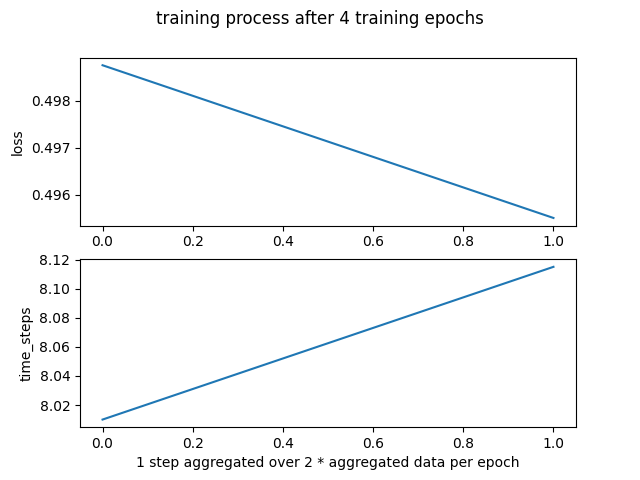 training process after 4 training epochs
loss
0.498
0.497
0.496
0.0 0.2 0.4 0.6 0.8 1.0
time_steps
8.12
8.10
8.08
8.06
8.04
8.02
0.0 0.2 0.4 0.6 0.8 1.0
1 step aggregated over 2 * aggregated data per epoch